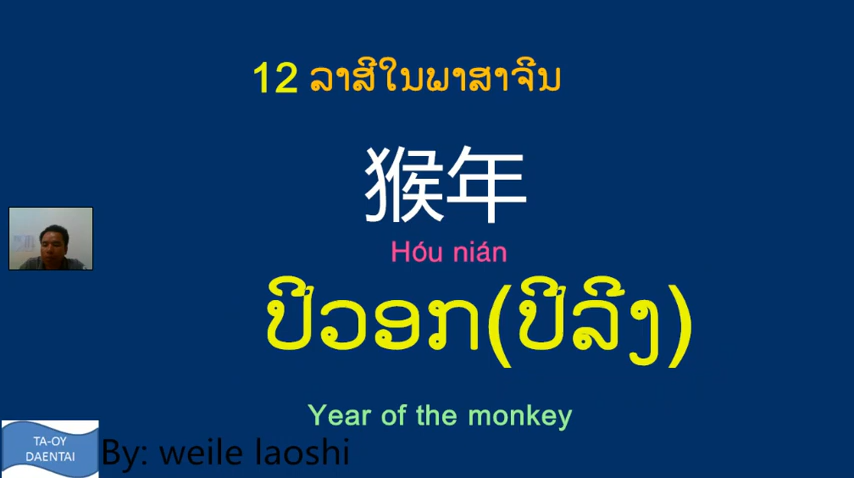 12 ລາສີໃນພາສາຈີນ
猴年
Hóu nián
ປີວອກ(ປີລີງ)
Year of the monkey
TA-OY
DAENTAI
By: weile laoshi